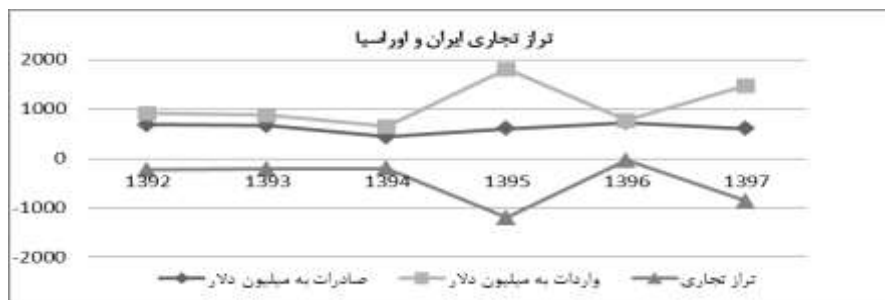 تراز تجاری ایران و اوراسیا
2000
1000
0
-1000
-2000
1392 1393 1394 1395 1396 1397
صادرات به میلیون دلار واردات به میلیون دلار تراز تجاری